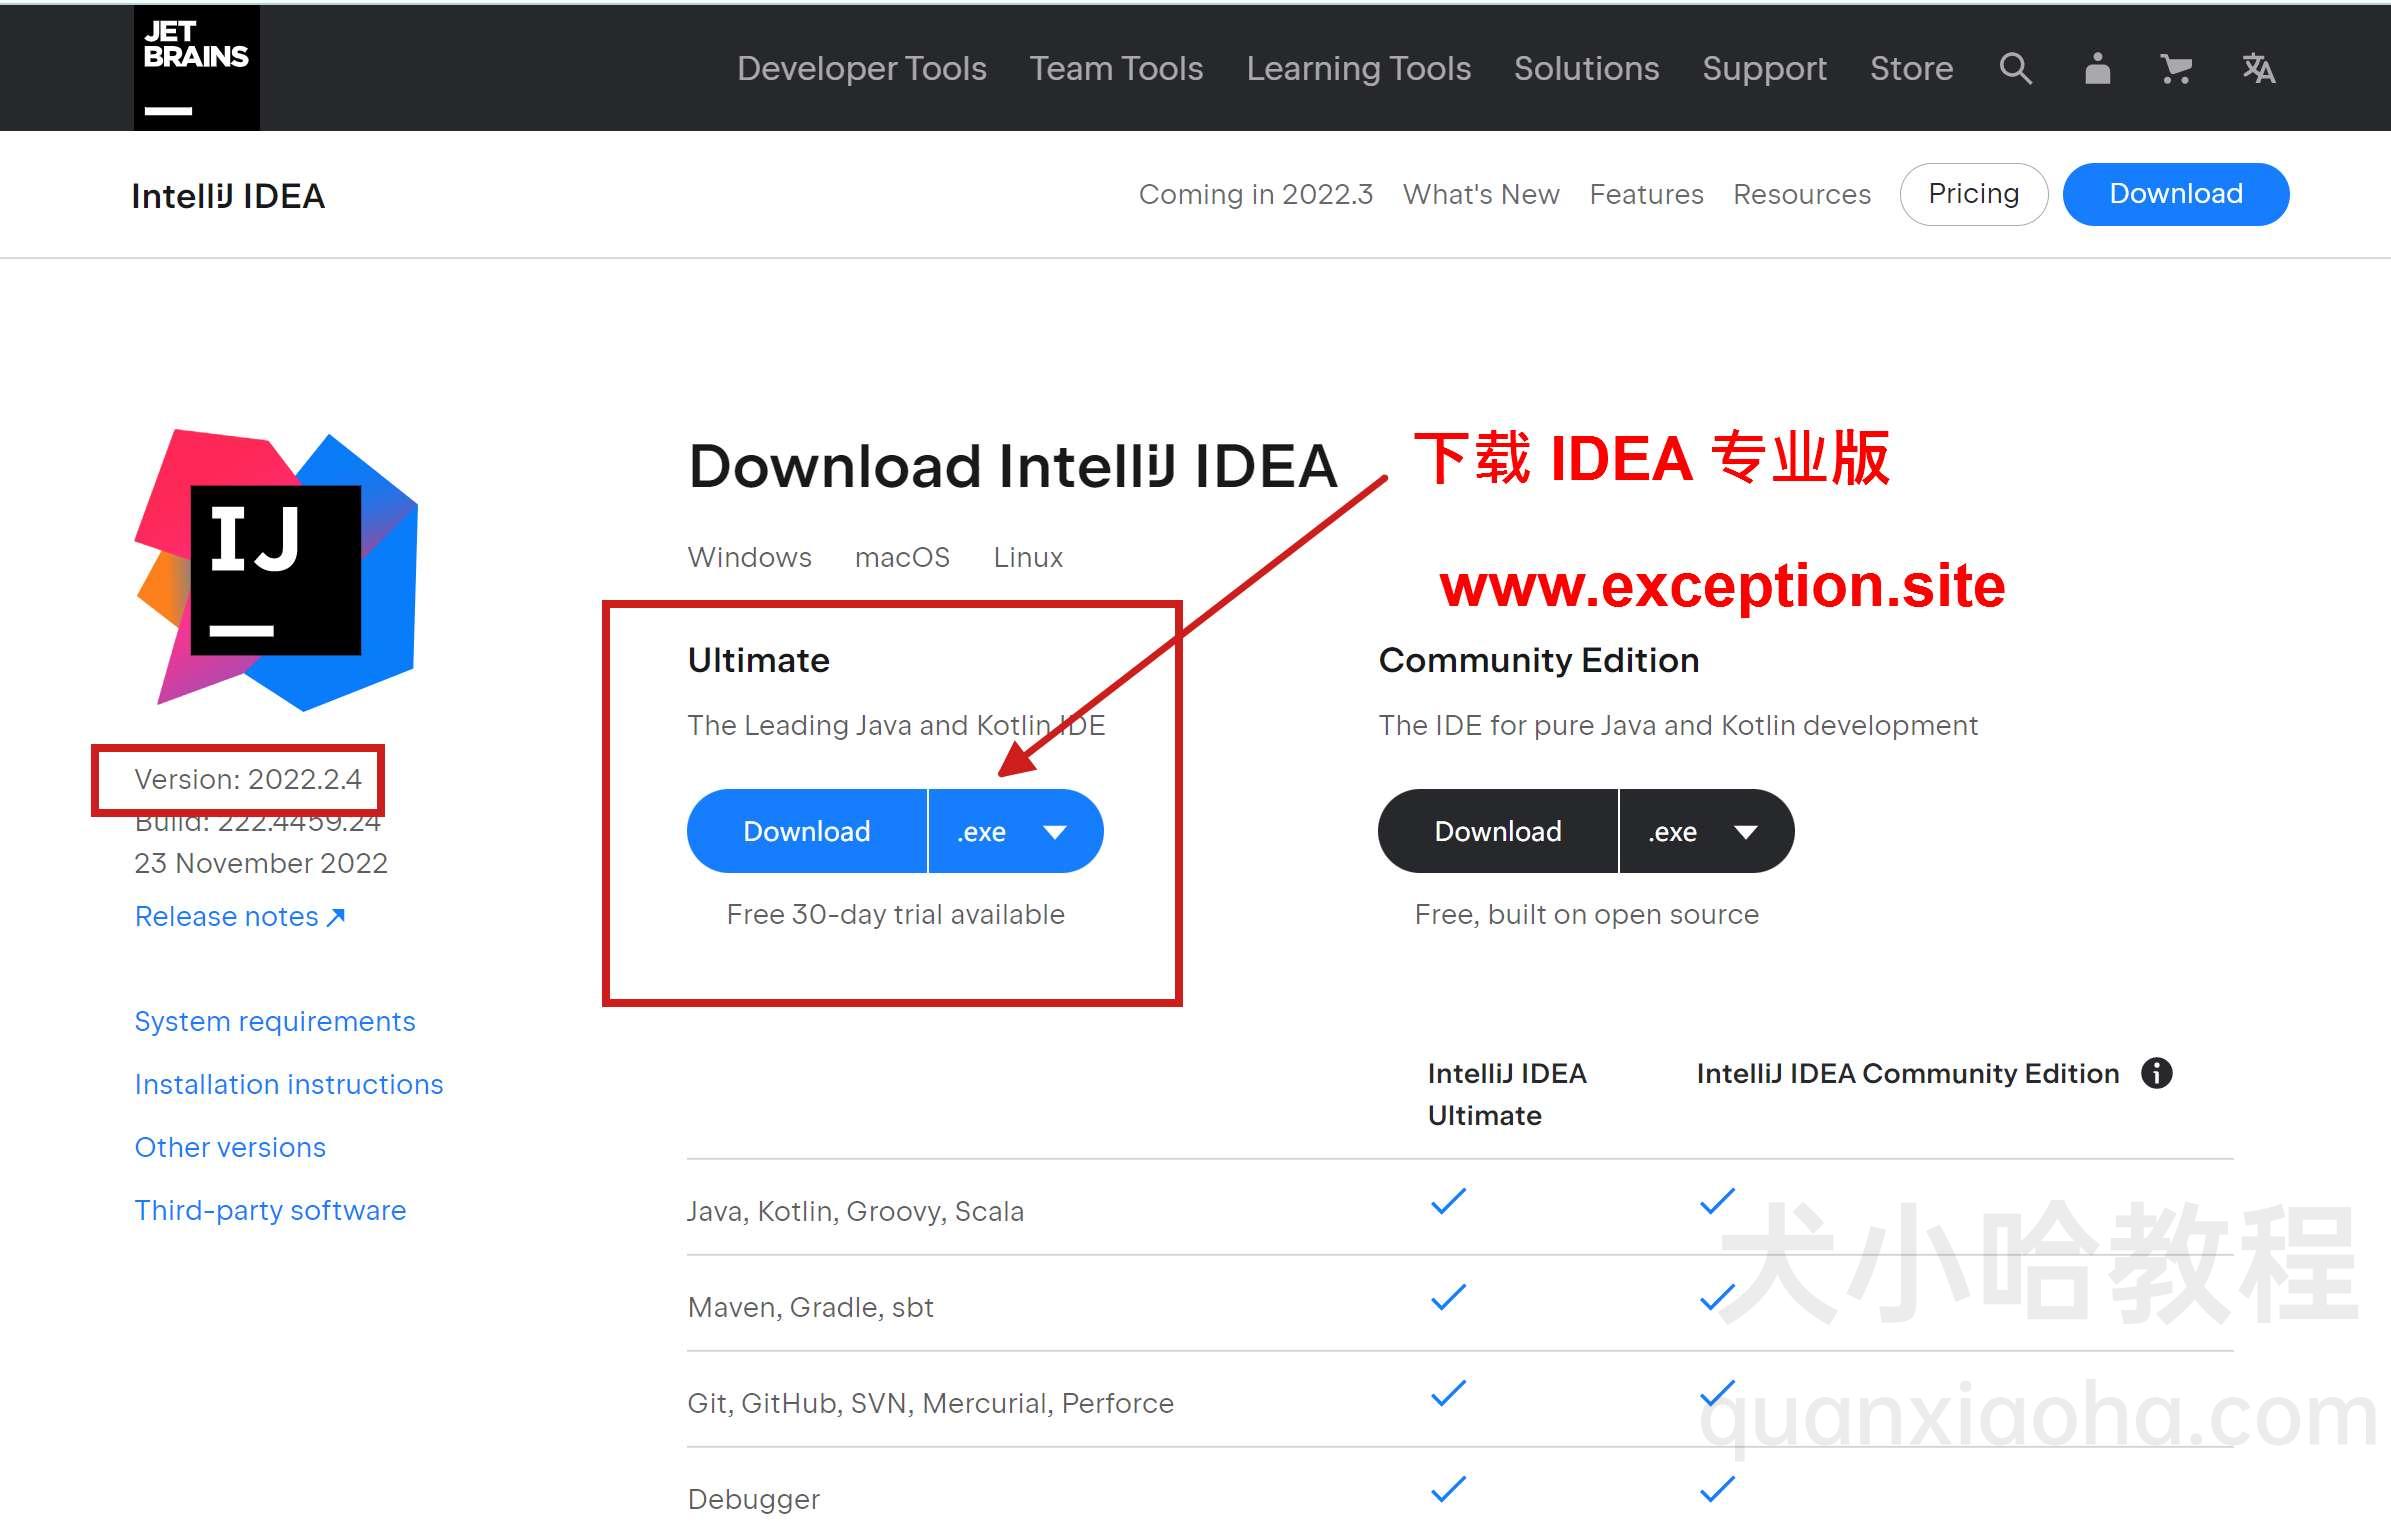 JET
BRAINS
Developer Tools Team Tools Learning Tools Solutions Support Store
IntelliJ IDEA
Coming in 2022.3 What's New Features Resources Pricing Download
IJ
Download IntelliJ IDEA
下载 IDEA 专业版
Windows macOS Linux
www.exception.site
Ultimate
The Leading Java and Kotlin IDE
Download .exe
Free 30-day trial available
Community Edition
The IDE for pure Java and Kotlin development
Download .exe
Free, built on open source
Version: 2022.2.4
Build: 222.4459.24
23 November 2022
Release notes
System requirements
Installation instructions
Other versions
Third-party software
IntelliJ IDEA
Ultimate
IntelliJ IDEA Community Edition
Java, Kotlin, Groovy, Scala
Maven, Gradle, sbt
Git, GitHub, SVN, Mercurial, Perforce
Debugger
犬小哈教程
quanxiaoha.com